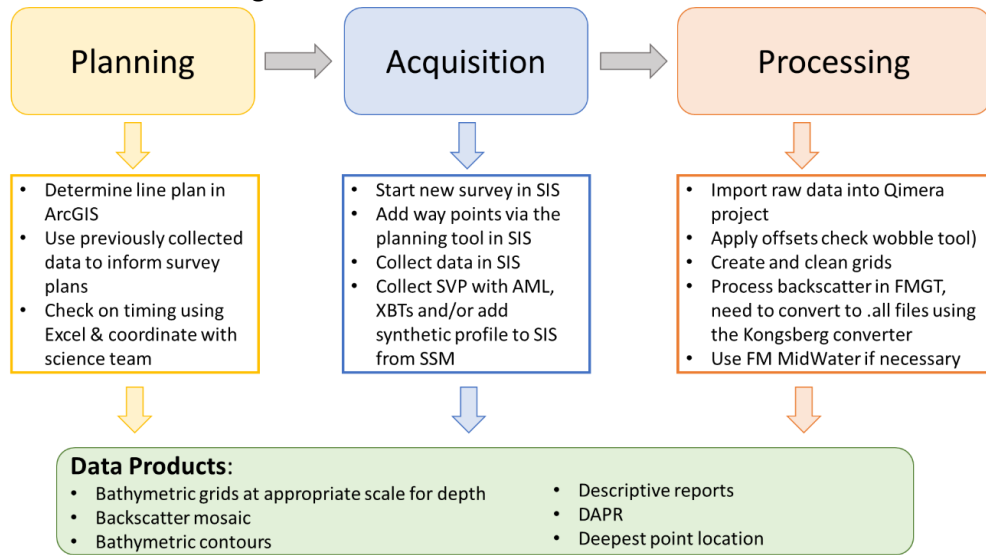 Planning
Acquisition
Processing
• Determine line plan in
ArcGIS
• Use previously collected
data to inform survey
plans
• Check on timing using
Excel & coordinate with
science team
• Start new survey in SIS
• Add way points via the
planning tool in SIS
• Collect data in SIS
• Collect SVP with AML,
XBTs and/or add
synthetic profile to SIS
from SSM
• Import raw data into Qimera
project
• Apply offsets check wobble tool)
• Create and clean grids
• Process backscatter in FMGT,
need to convert to .all files using
the Kongsberg converter
• Use FM MidWater if necessary
Data Products:
• Bathymetric grids at appropriate scale for depth
• Backscatter mosaic
• Bathymetric contours
• Descriptive reports
• DAPR
• Deepest point location